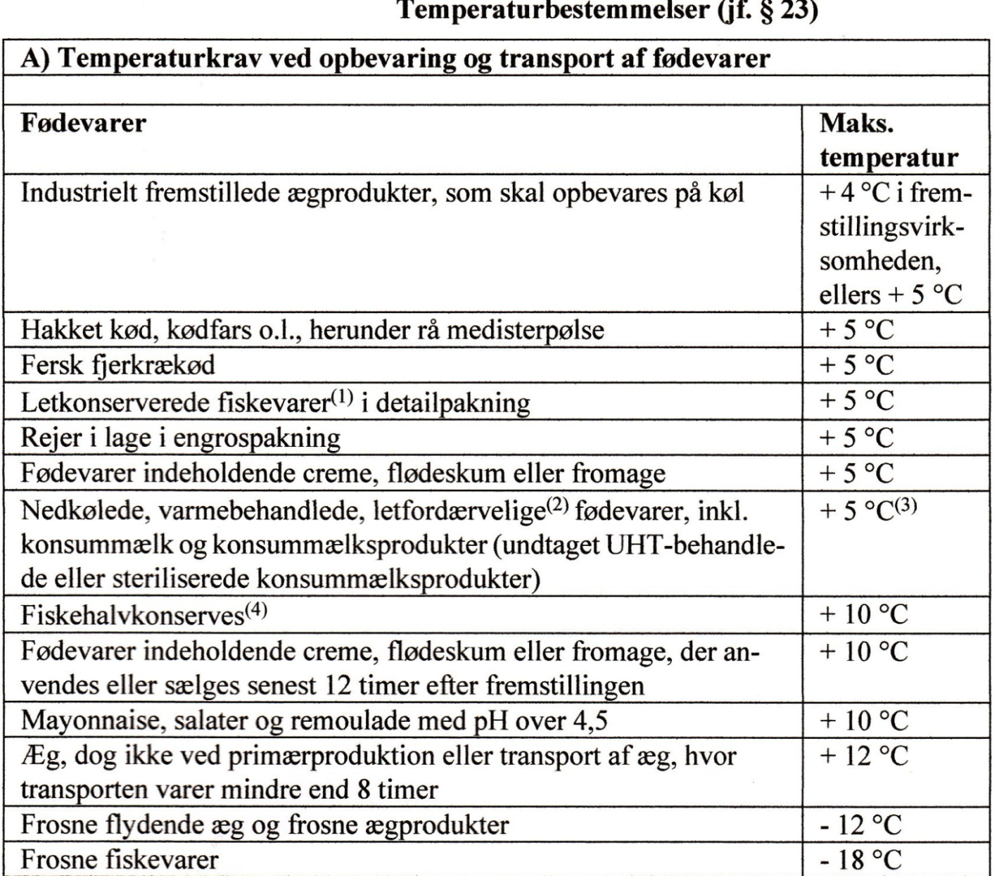 Temperaturbestemmelser (jf. § 23)
A) Temperaturkrav ved opbevaring og transport af fødevarer
Fødevarer
Maks.
temperatur
Industrielt fremstillede ægprodukter, som skal opbevares på køl
+ 4 °C i frem-
stillingsvirk-
somheden,
ellers + 5 °C
Hakket kød, kødfars o.l., herunder rå medisterpølse
+ 5 °C
Fersk fjerkrækød
+ 5 °C
Letkonserverede fiskevarer(1) i detailpakning
+ 5 °C
Rejer i lage i engrospakning
+ 5 °C
Fødevarer indeholdende creme, flødeskum eller fromage
+ 5 °C
Nedkølede, varmebehandlede, letfordærvelige(2) fødevarer, inkl.
konsummælk og konsummælksprodukter (undtaget UHT-behandle-
de eller steriliserede konsummælksprodukter)
+ 5 °C(3)
Fiskehalvkonserves(4)
+ 10 °C
Fødevarer indeholdende creme, flødeskum eller fromage, der an-
vendes eller sælges senest 12 timer efter fremstillingen
+ 10 °C
Mayonnaise, salater og remoulade med pH over 4,5
+ 10 °C
Æg, dog ikke ved primærproduktion eller transport af æg, hvor
transporten varer mindre end 8 timer
+ 12 °C
Frosne flydende æg og frosne ægprodukter
- 12 °C
Frosne fiskevarer
- 18 °C